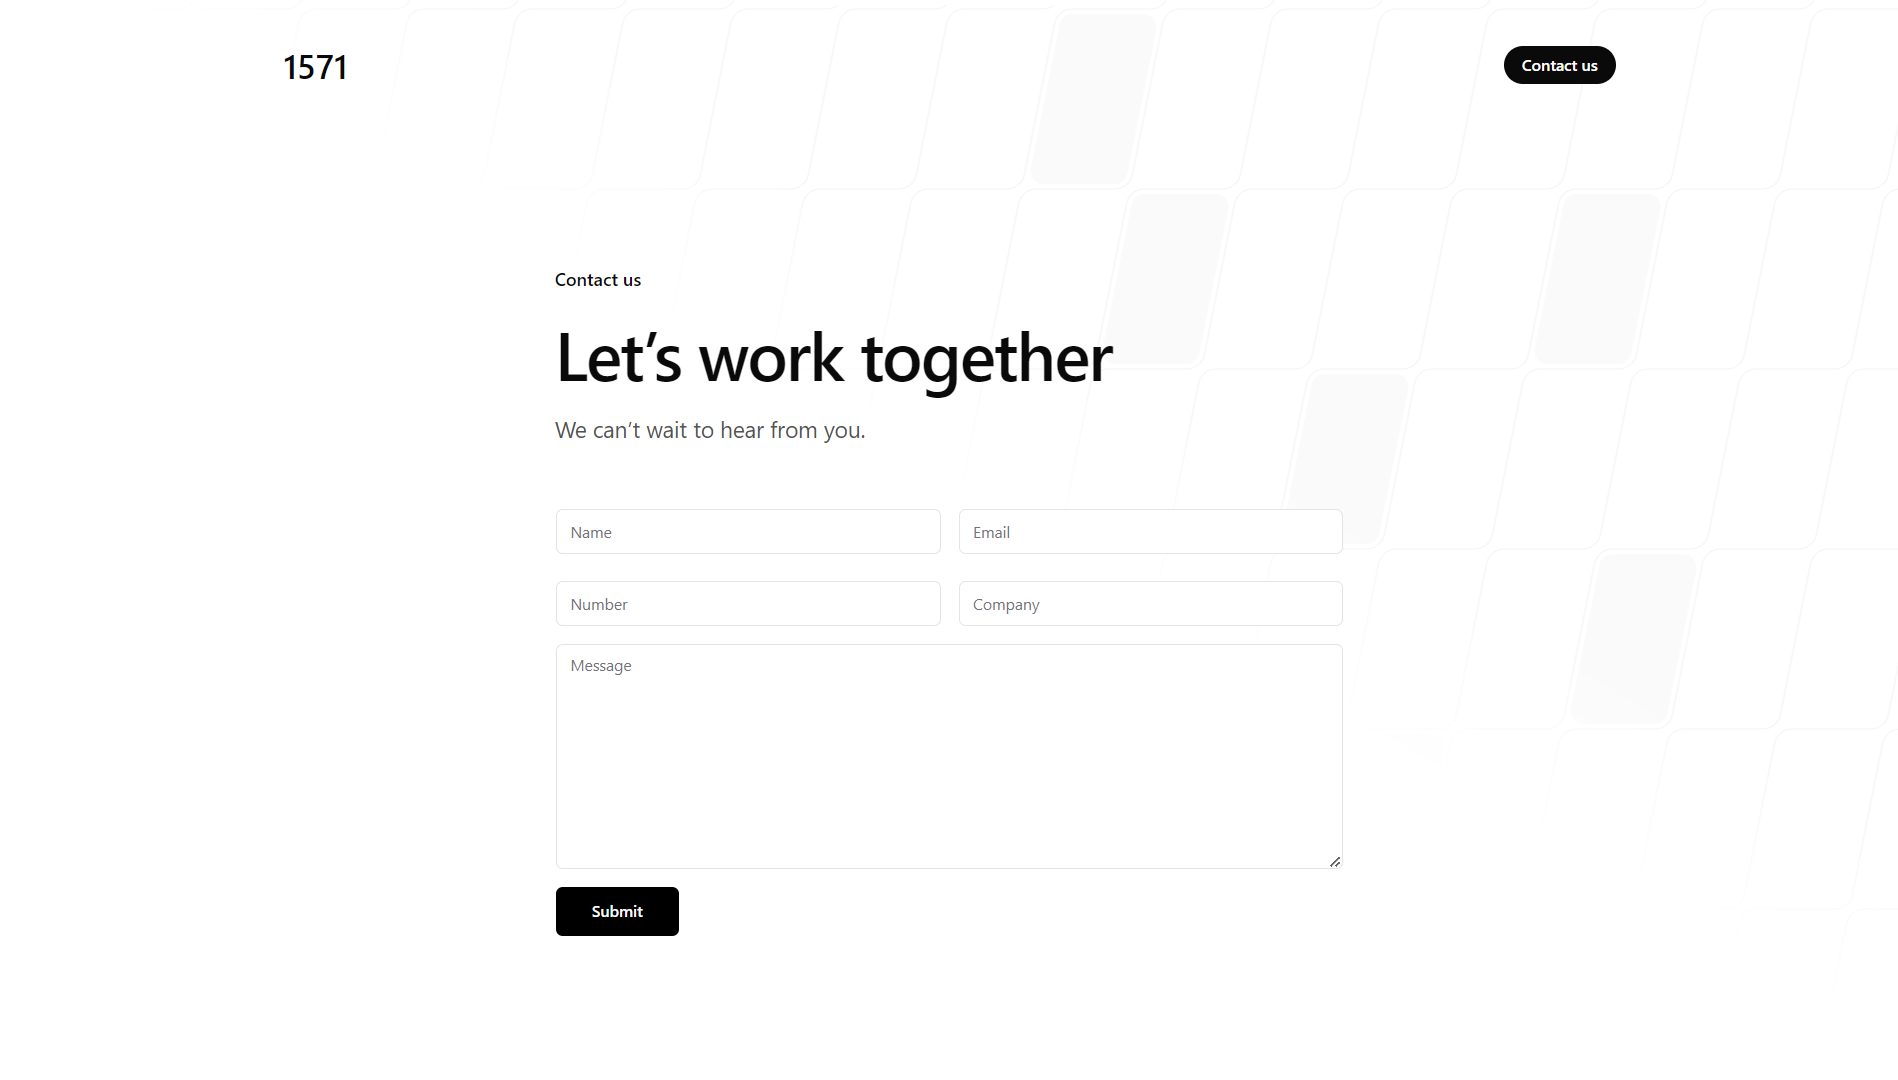 1571
Contact us
Contact us
Let’s work together
We can’t wait to hear from you.
Name
Email
Number
Company
Message
Submit